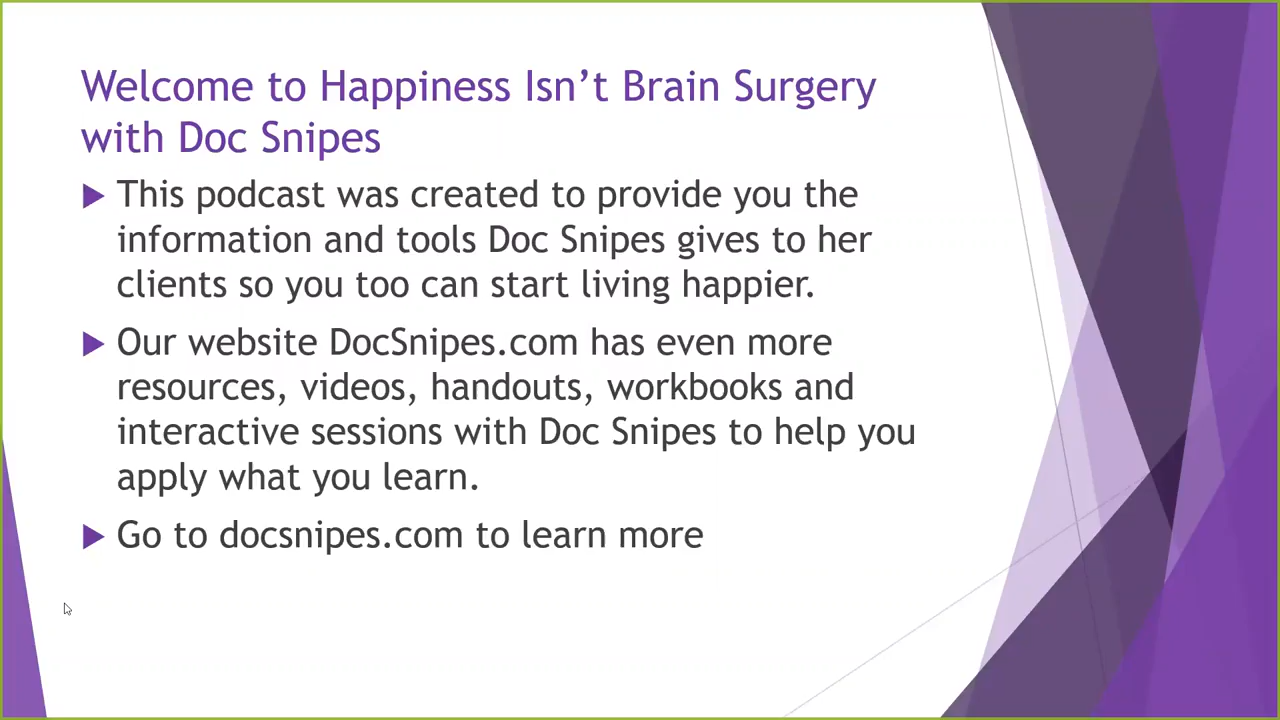 Welcome to Happiness Isn’t Brain Surgery
with Doc Snipes
This podcast was created to provide you the
information and tools Doc Snipes gives to her
clients so you too can start living happier.
Our website DocSnipes.com has even more
resources, videos, handouts, workbooks and
interactive sessions with Doc Snipes to help you
apply what you learn.
Go to docsnipes.com to learn more